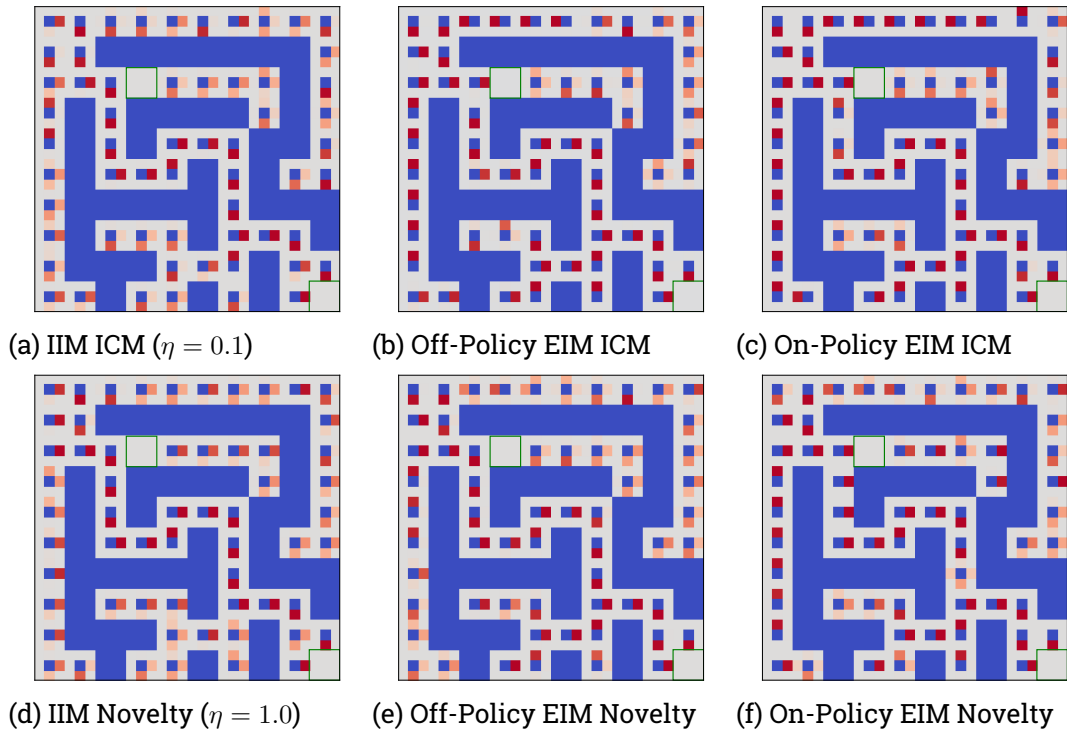 (a) IIM ICM (η = 0.1)
(b) Off-Policy EIM ICM
(c) On-Policy EIM ICM
(d) IIM Novelty (η = 1.0)
(e) Off-Policy EIM Novelty
(f) On-Policy EIM Novelty